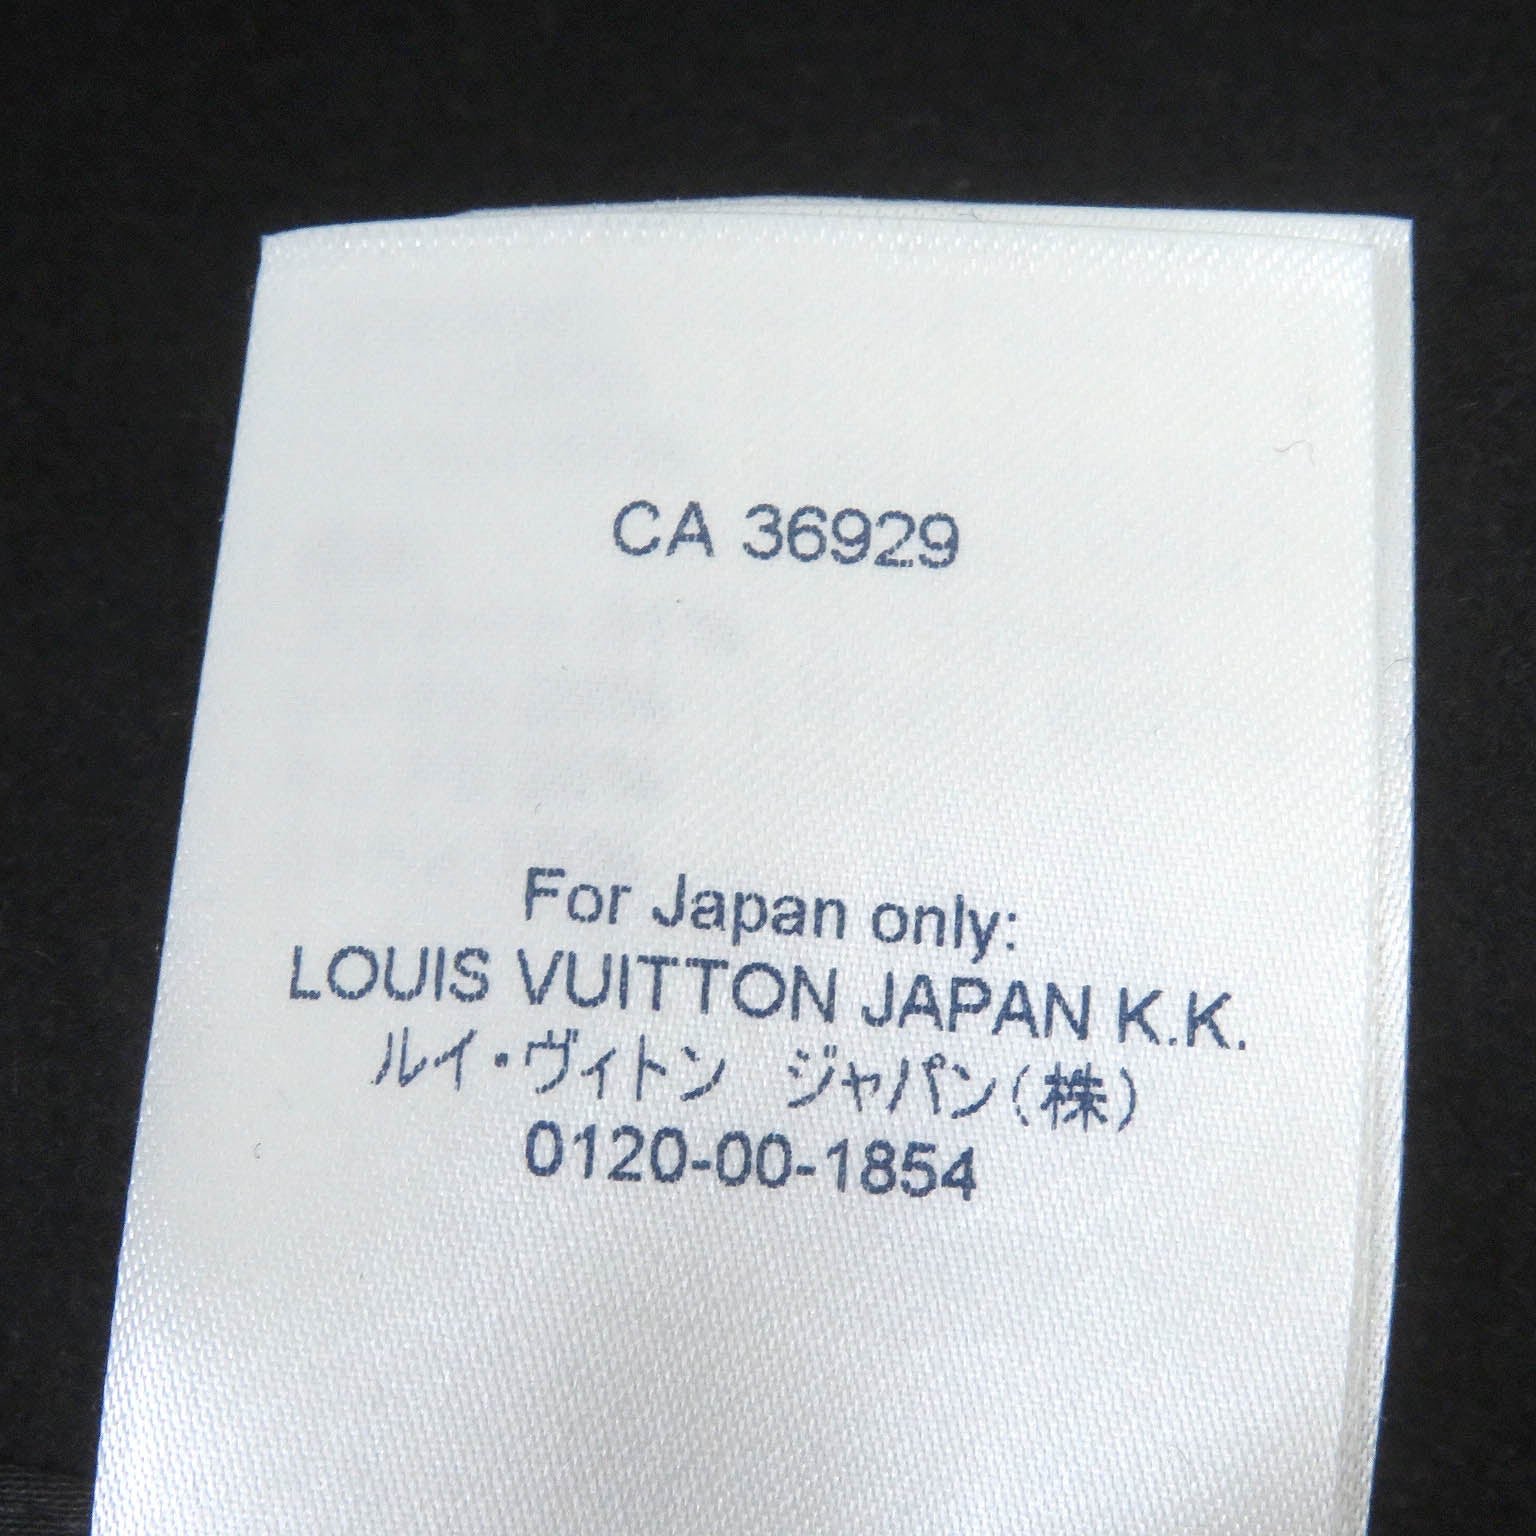 CA 36929
For Japan only:
LOUIS VUITTON JAPAN K.K.
ルイ・ヴィトン　ジャパン(株)
0120-00-1854